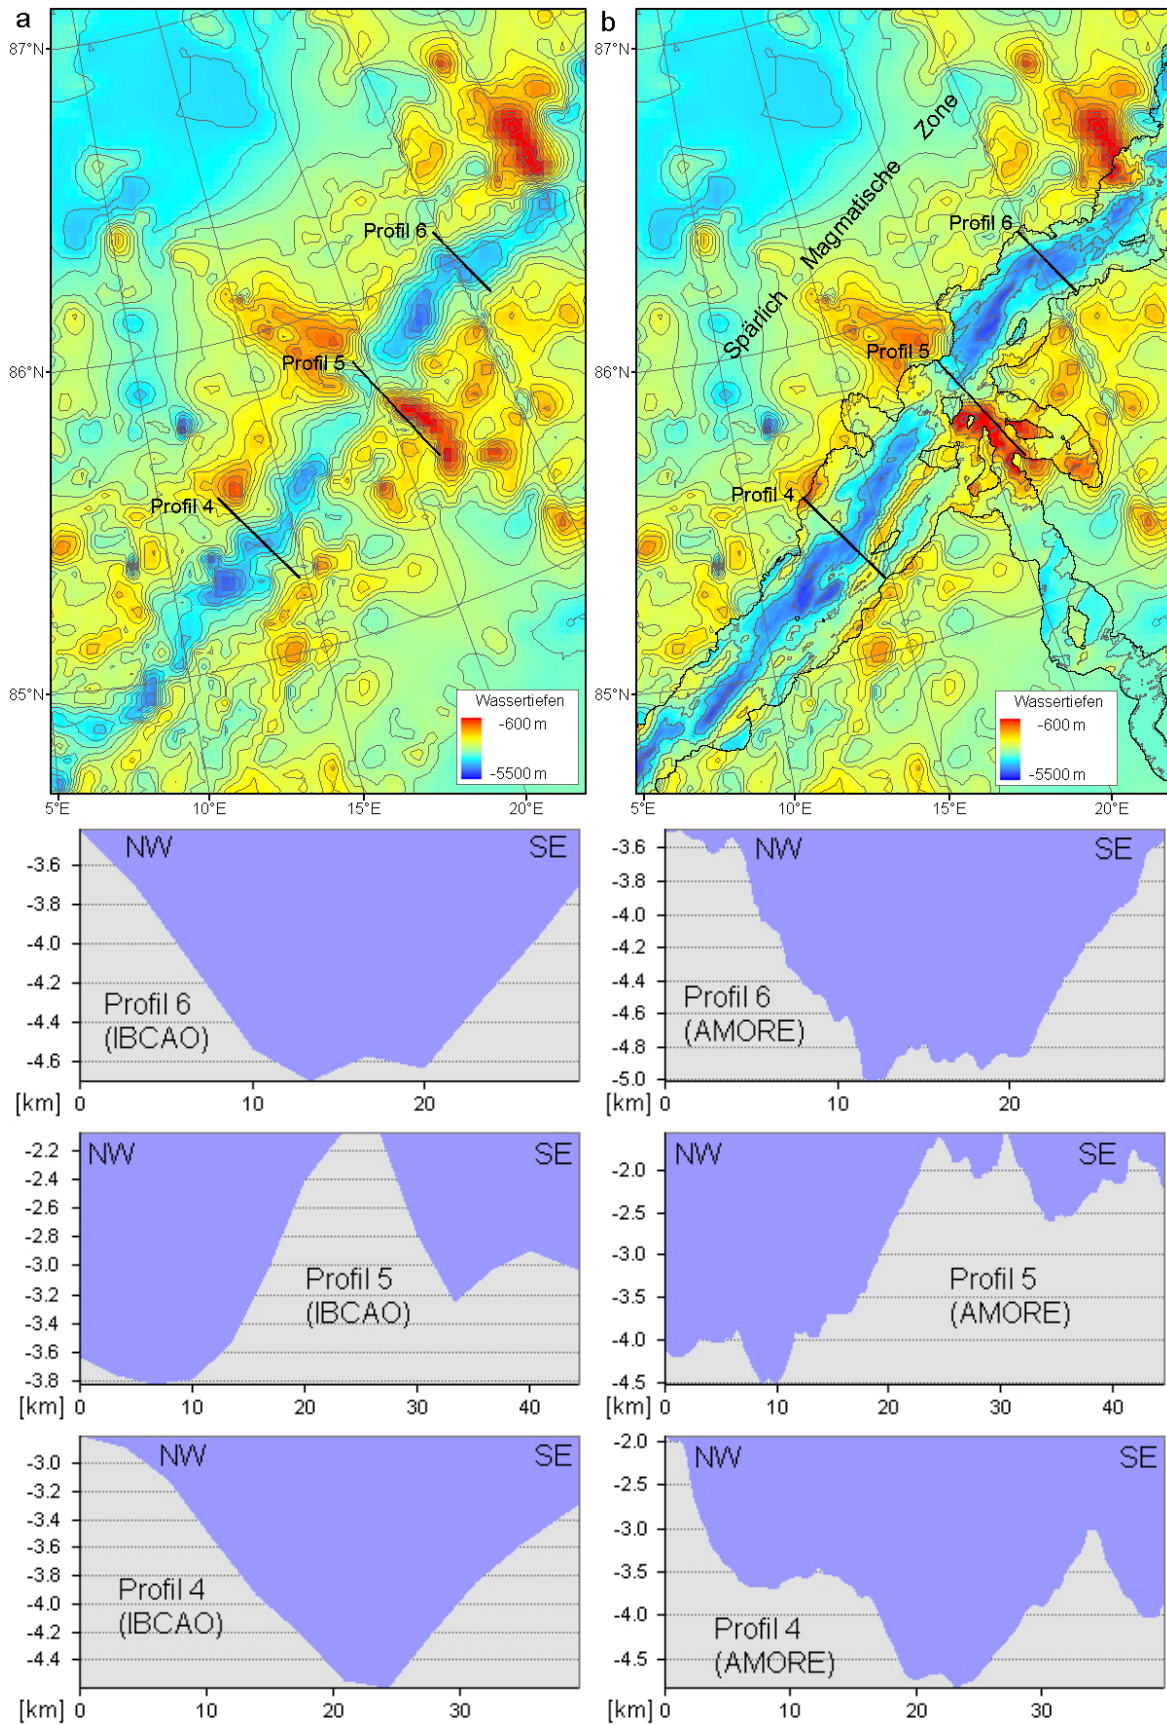 a
87°N
86°N
85°N
5°E
10°E
15°E
20°E
Profil 6
Profil 5
Profil 4
Wassertiefen
-600 m
-5500 m
b
87°N
86°N
85°N
5°E
10°E
15°E
20°E
Spärlich Magmatische Zone
Profil 6
Profil 5
Profil 4
Wassertiefen
-600 m
-5500 m
NW SE
-3.6
-3.8
-4.0
-4.2
-4.4
-4.6
Profil 6
(IBCAO)
[km] 0 10 20
NW SE
-3.6
-3.8
-4.0
-4.2
-4.4
-4.6
-4.8
-5.0
Profil 6
(AMORE)
[km] 0 10 20
NW SE
-2.2
-2.4
-2.6
-2.8
-3.0
-3.2
-3.4
-3.6
-3.8
Profil 5
(IBCAO)
[km] 0 10 20 30 40
NW SE
-2.0
-2.5
-3.0
-3.5
-4.0
-4.5
Profil 5
(AMORE)
[km] 0 10 20 30 40
NW SE
-3.0
-3.2
-3.4
-3.6
-3.8
-4.0
-4.2
-4.4
Profil 4
(IBCAO)
[km] 0 10 20 30
NW SE
-2.0
-2.5
-3.0
-3.5
-4.0
-4.5
Profil 4
(AMORE)
[km] 0 10 20 30